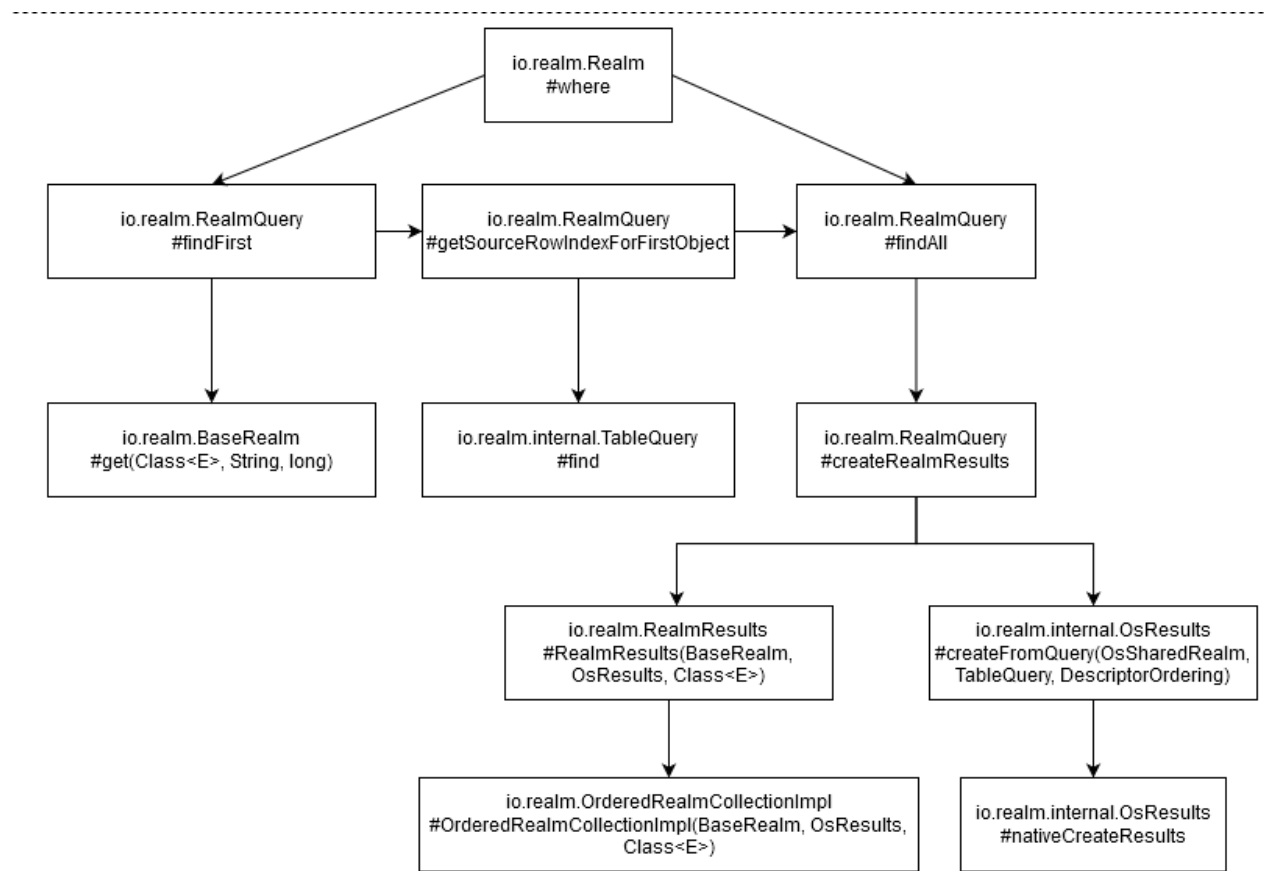 io.realm.Realm
#where
io.realm.RealmQuery
#findFirst
io.realm.RealmQuery
#getSourceRowIndexForFirstObject
io.realm.RealmQuery
#findAll
io.realm.BaseRealm
#get(Class<E>, String, long)
io.realm.internal.TableQuery
#find
io.realm.RealmQuery
#createRealmResults
io.realm.RealmResults
#RealmResults(BaseRealm,
OsResults, Class<E>)
io.realm.internal.OsResults
#createFromQuery(OsSharedRealm,
TableQuery, DescriptorOrdering)
io.realm.OrderedRealmCollectionImpl
#OrderedRealmCollectionImpl(BaseRealm, OsResults,
Class<E>)
io.realm.internal.OsResults
#nativeCreateResults